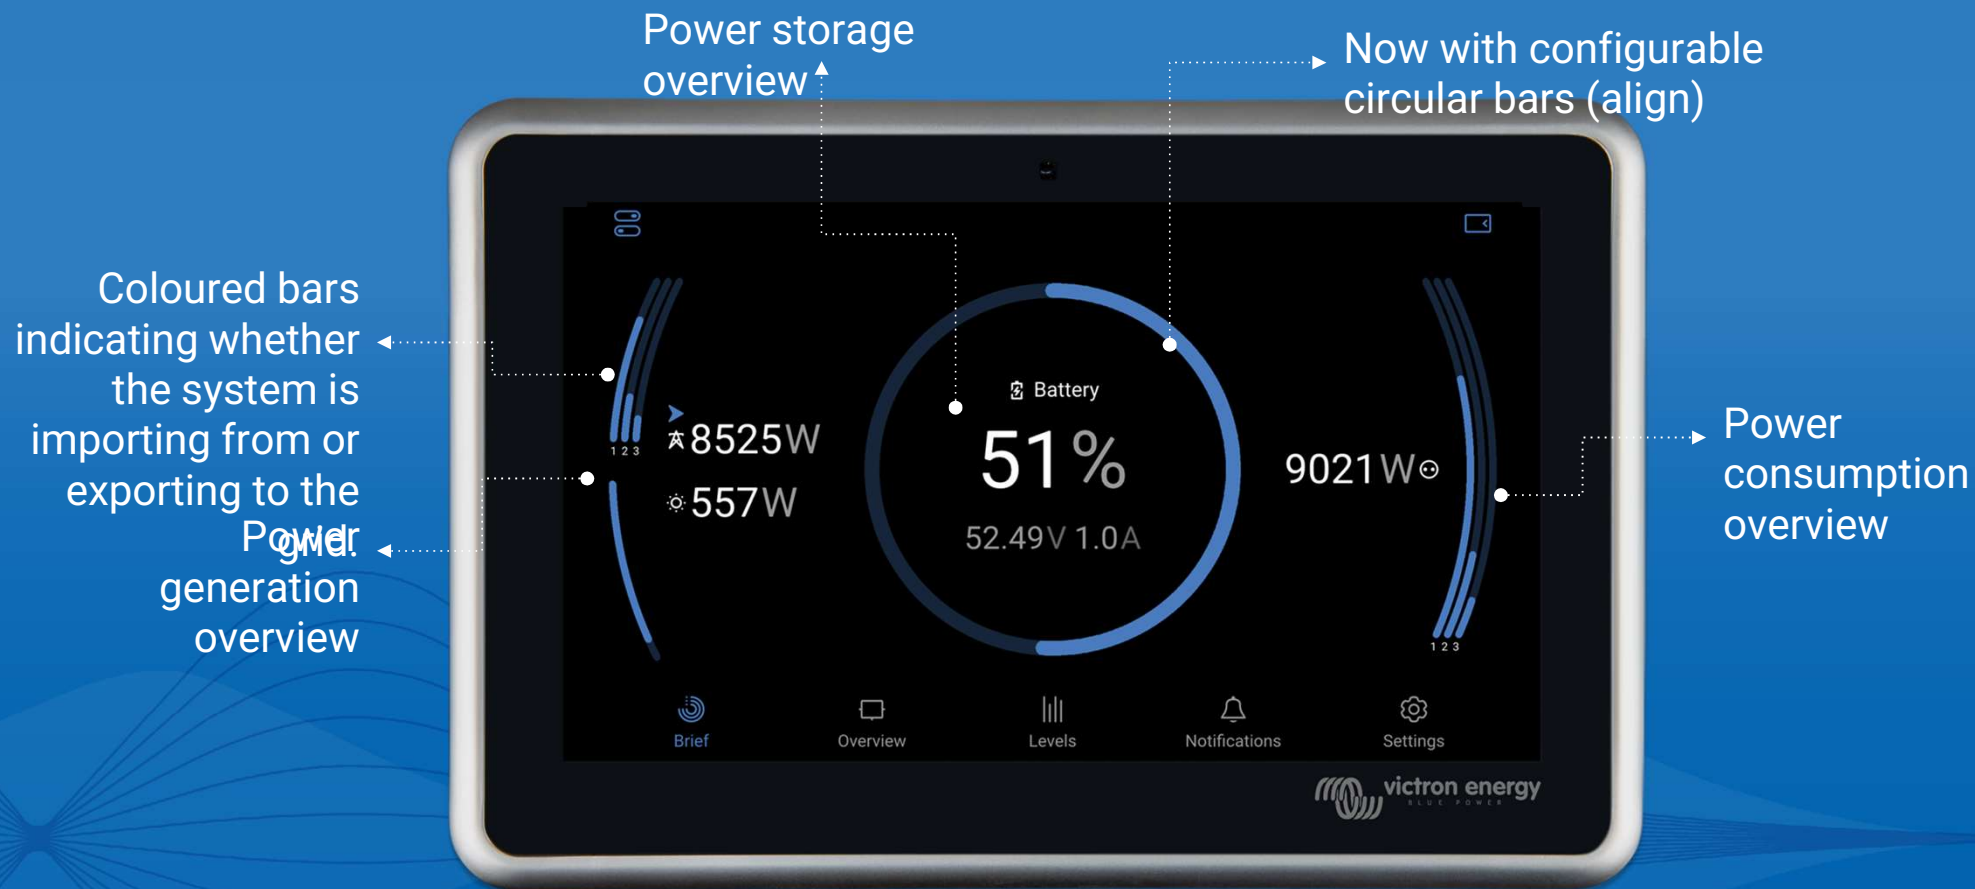 Power storage
overview
Now with configurable
circular bars (align)
Coloured bars
indicating whether
the system is
importing from or
exporting to the
grid.
Power
generation
overview
1 2 3
8525W
557W
Battery
51%
52.49V 1.0A
9021W
1 2 3
Power
consumption
overview
Brief
Overview
Levels
Notifications
Settings
victron energy
BLUE POWER